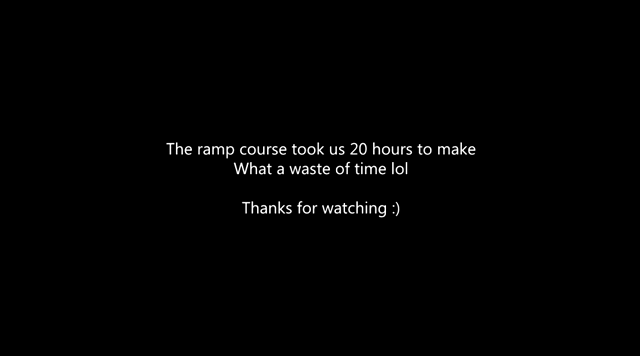 The ramp course took us 20 hours to make
What a waste of time lol
Thanks for watching :)